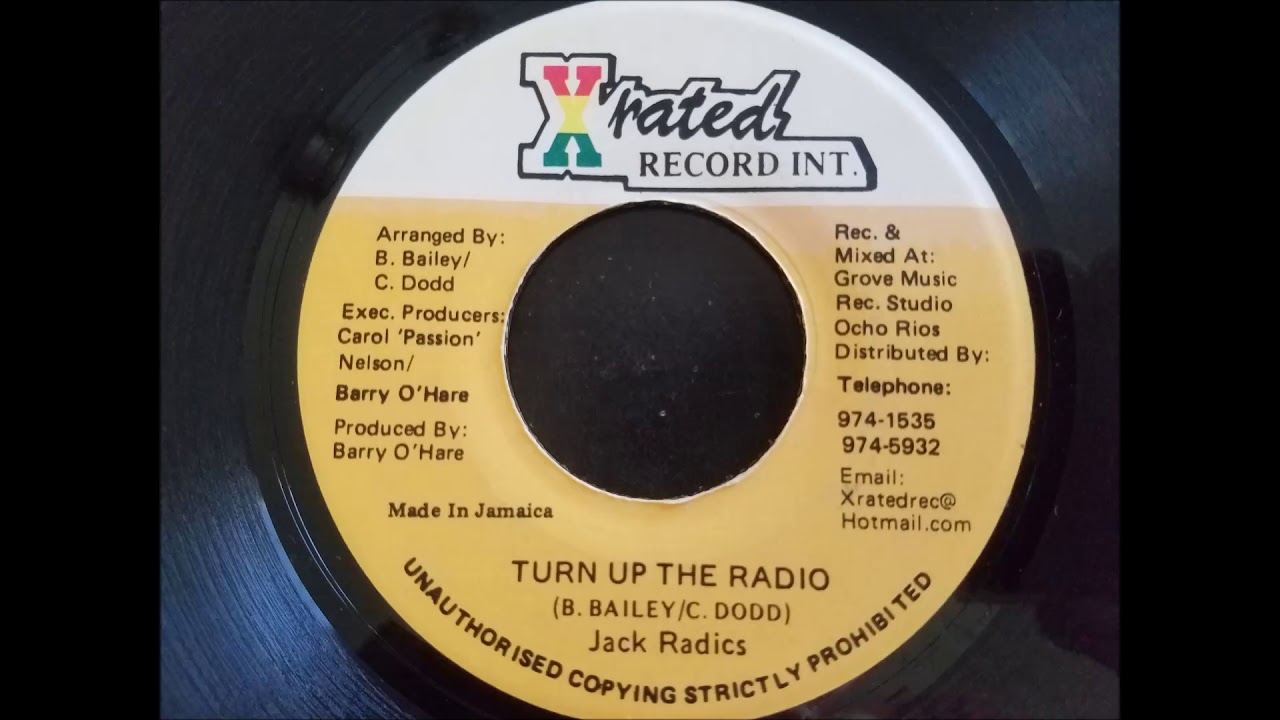 Xrated
RECORD INT.
Arranged By:
B. Bailey/
C. Dodd
Exec. Producers:
Carol 'Passion'
Nelson/
Barry O'Hare
Produced By:
Barry O'Hare
Made In Jamaica
Rec. &
Mixed At:
Grove Music
Rec. Studio
Ocho Rios
Distributed By:
Telephone:
974-1535
974-5932
Email:
Xratedrec@
Hotmail.com
TURN UP THE RADIO
(B. BAILEY/C. DODD)
Jack Radics
UNAUTHORISED COPYING STRICTLY PROHIBITED